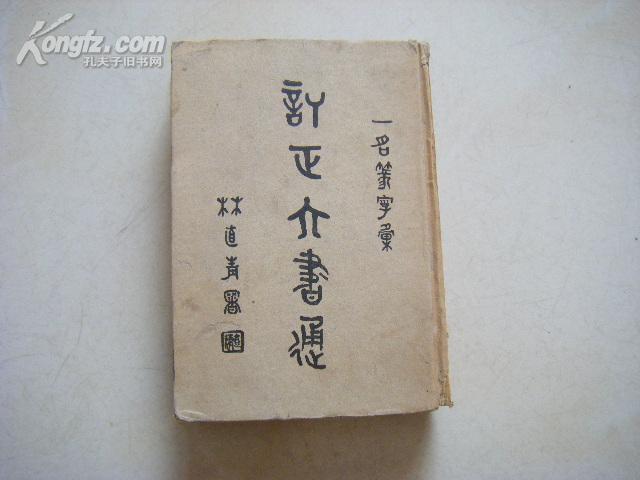 Kongfz.com
孔夫子旧书网
一名篆字彙
訂正六書通
林直青署